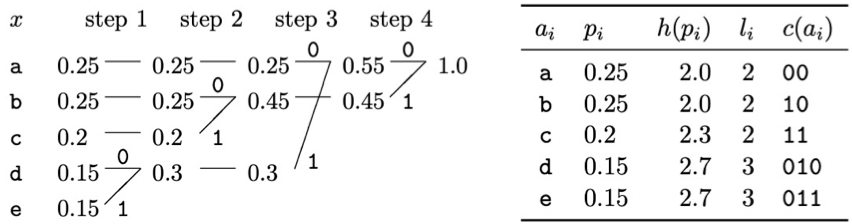 x step 1 step 2 step 3 step 4
0 0
a 0.25 0.25 0.25 0.55 1.0
0
b 0.25 0.25 0.45 0.45 1
c 0.2 0.2 1
0 1
d 0.15 0.3 0.3
e 0.15 1
a_i p_i h(p_i) l_i c(a_i)
a 0.25 2.0 2 00
b 0.25 2.0 2 10
c 0.2 2.3 2 11
d 0.15 2.7 3 010
e 0.15 2.7 3 011